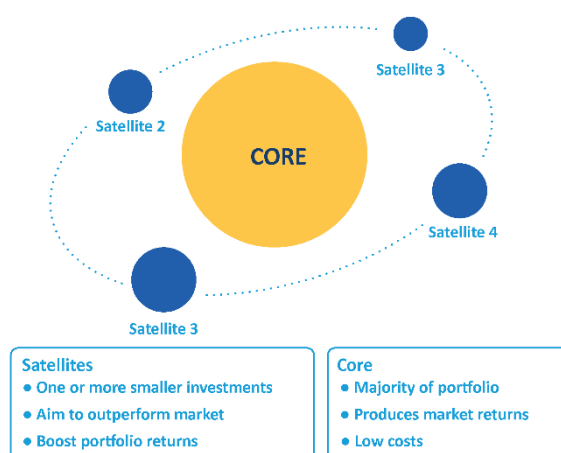 Satellite 3
Satellite 2
CORE
Satellite 4
Satellite 3
Satellites
● One or more smaller investments
● Aim to outperform market
● Boost portfolio returns
Core
● Majority of portfolio
● Produces market returns
● Low costs